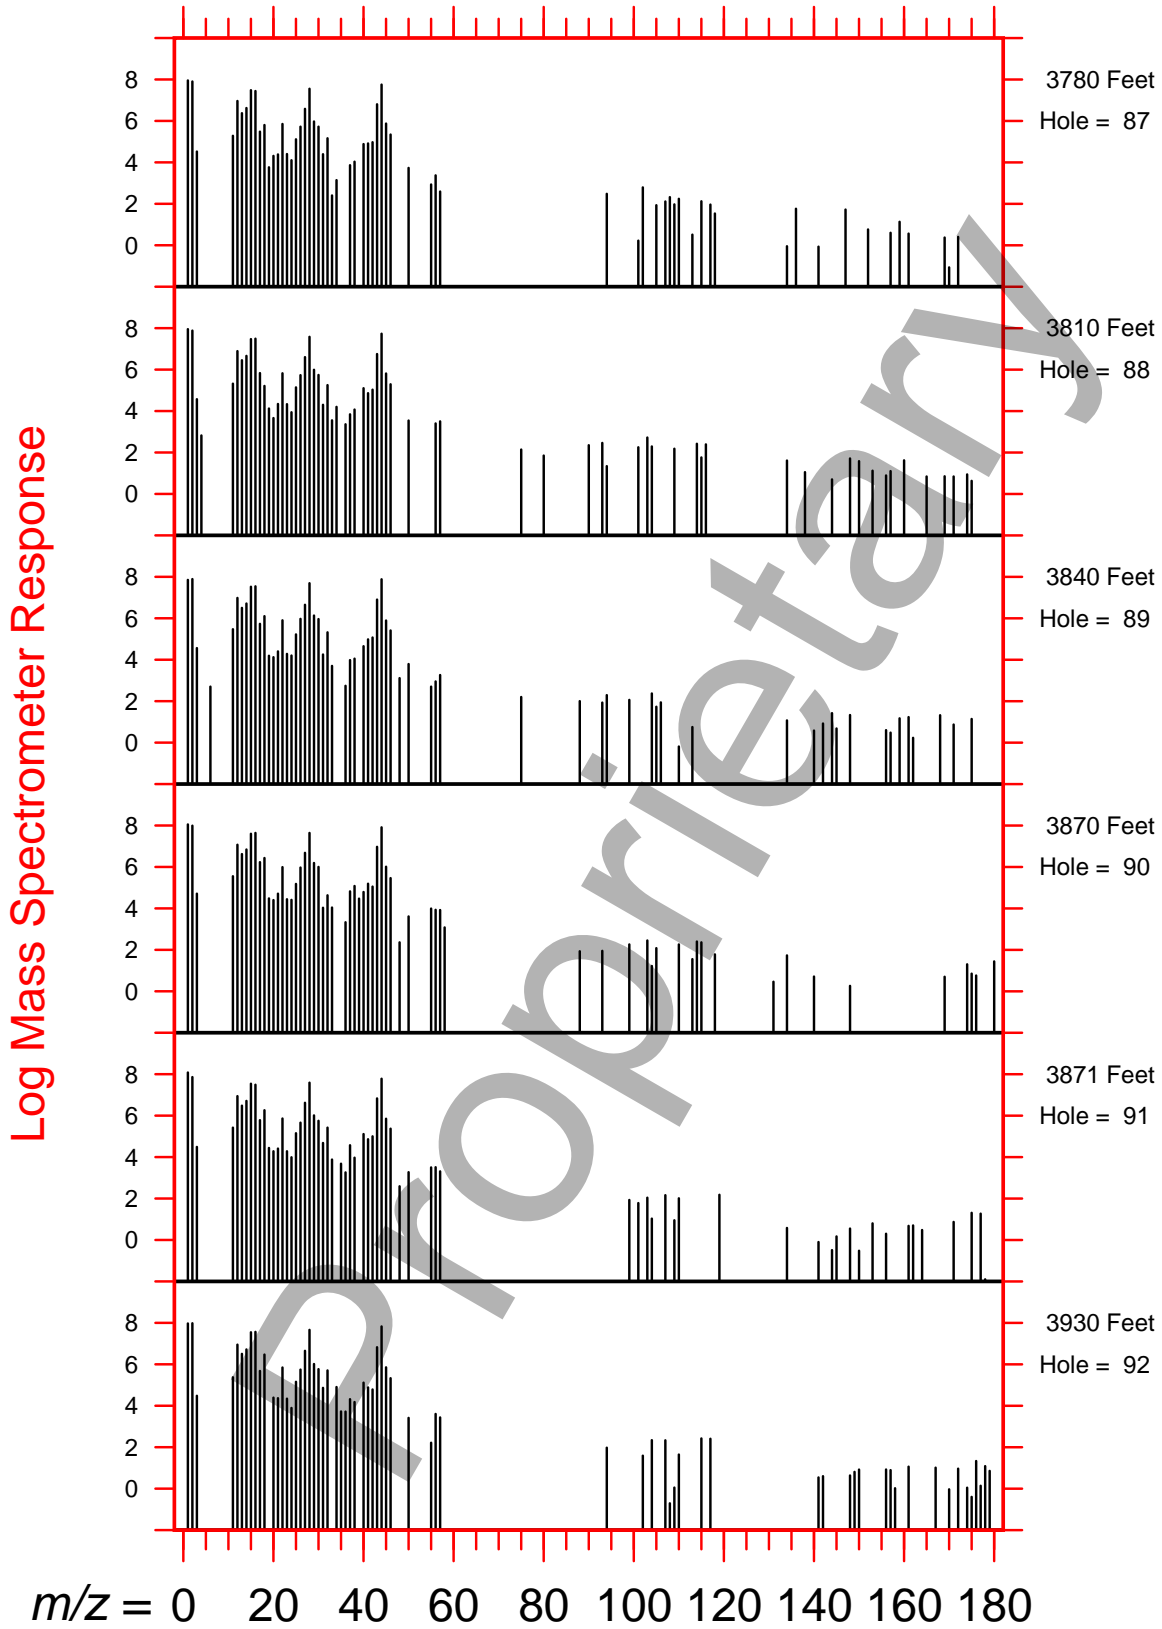 8
6
4
2
0
3780 Feet
Hole = 87
8
6
4
2
0
3810 Feet
Hole = 88
8
6
4
2
0
3840 Feet
Hole = 89
8
6
4
2
0
3870 Feet
Hole = 90
8
6
4
2
0
3871 Feet
Hole = 91
8
6
4
2
0
3930 Feet
Hole = 92
Log Mass Spectrometer Response
Proprietary
m/z = 0 20 40 60 80 100 120 140 160 180